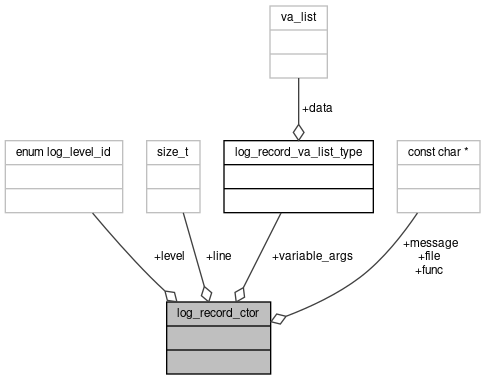 va_list
+data
enum log_level_id
size_t
log_record_va_list_type
const char *
+level
+line
+variable_args
+message
+file
+func
log_record_ctor